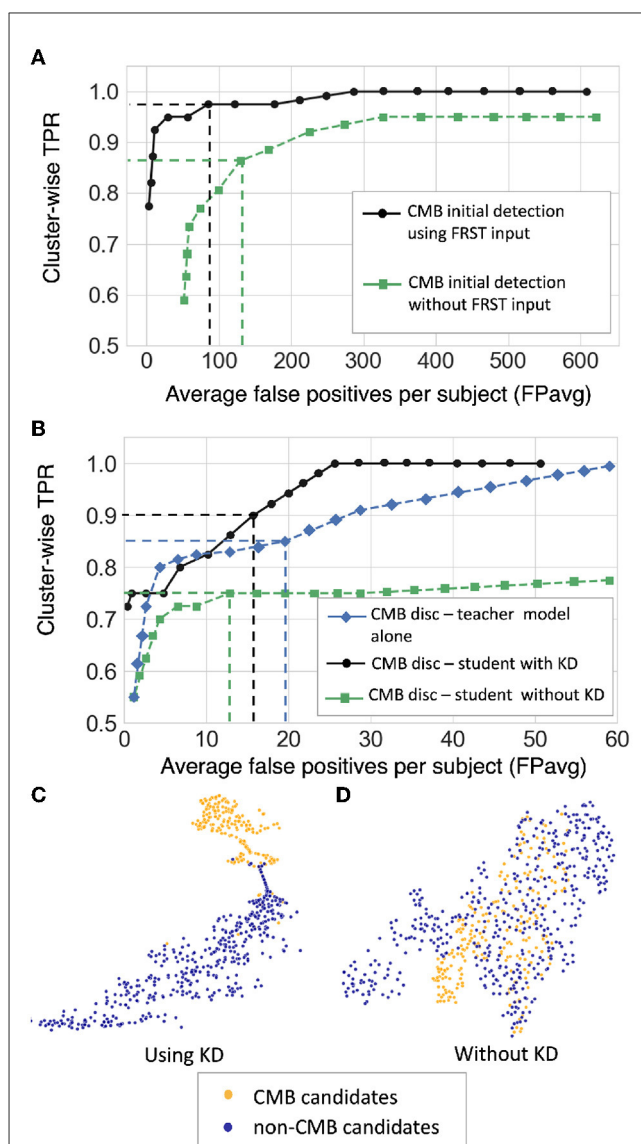 A
1.0
0.9
0.8
0.7
0.6
0.5
Cluster-wise TPR
CMB initial detection
using FRST input
CMB initial detection
without FRST input
0 100 200 300 400 500 600
Average false positives per subject (FPavg)
B
1.0
0.9
0.8
0.7
0.6
0.5
Cluster-wise TPR
CMB disc – teacher model
alone
CMB disc – student with KD
CMB disc – student without KD
0 10 20 30 40 50 60
Average false positives per subject (FPavg)
C
D
Using KD
Without KD
CMB candidates
non-CMB candidates